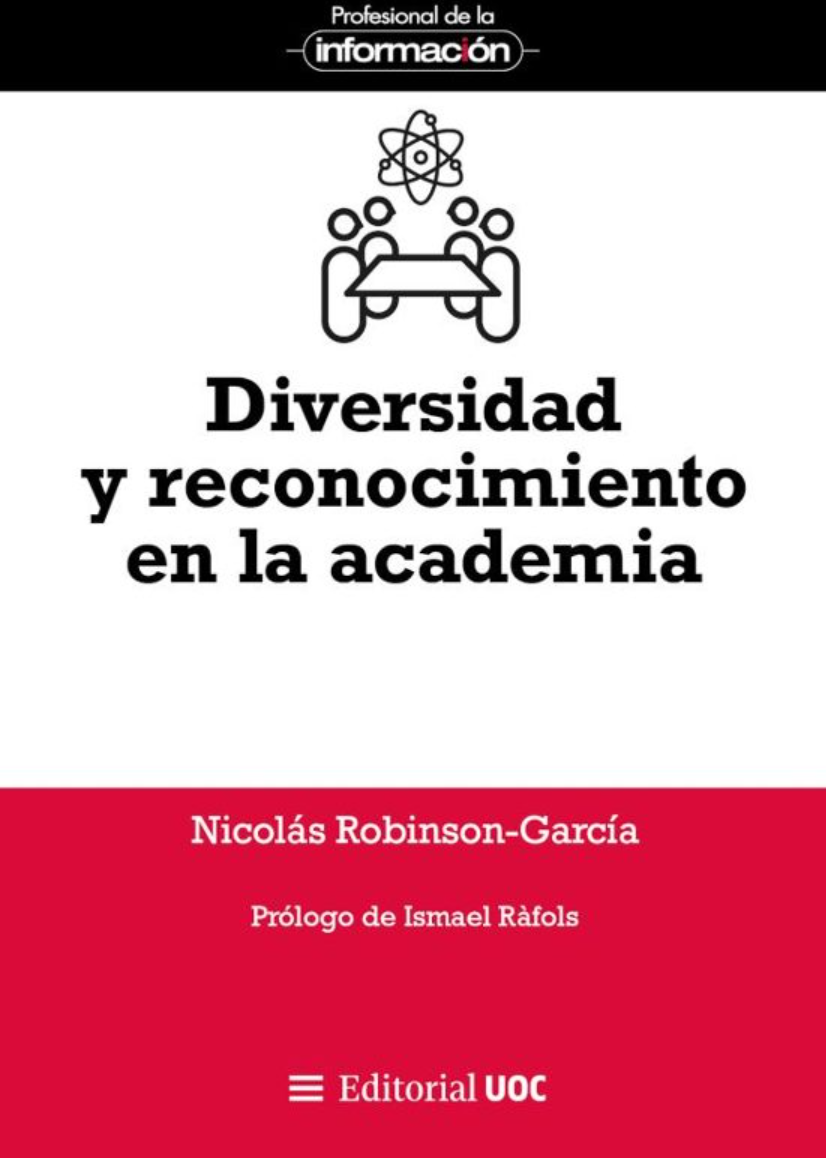 Profesional de la
información
Diversidad
y reconocimiento
en la academia
Nicolás Robinson-García
Prólogo de Ismael Ràfols
Editorial UOC